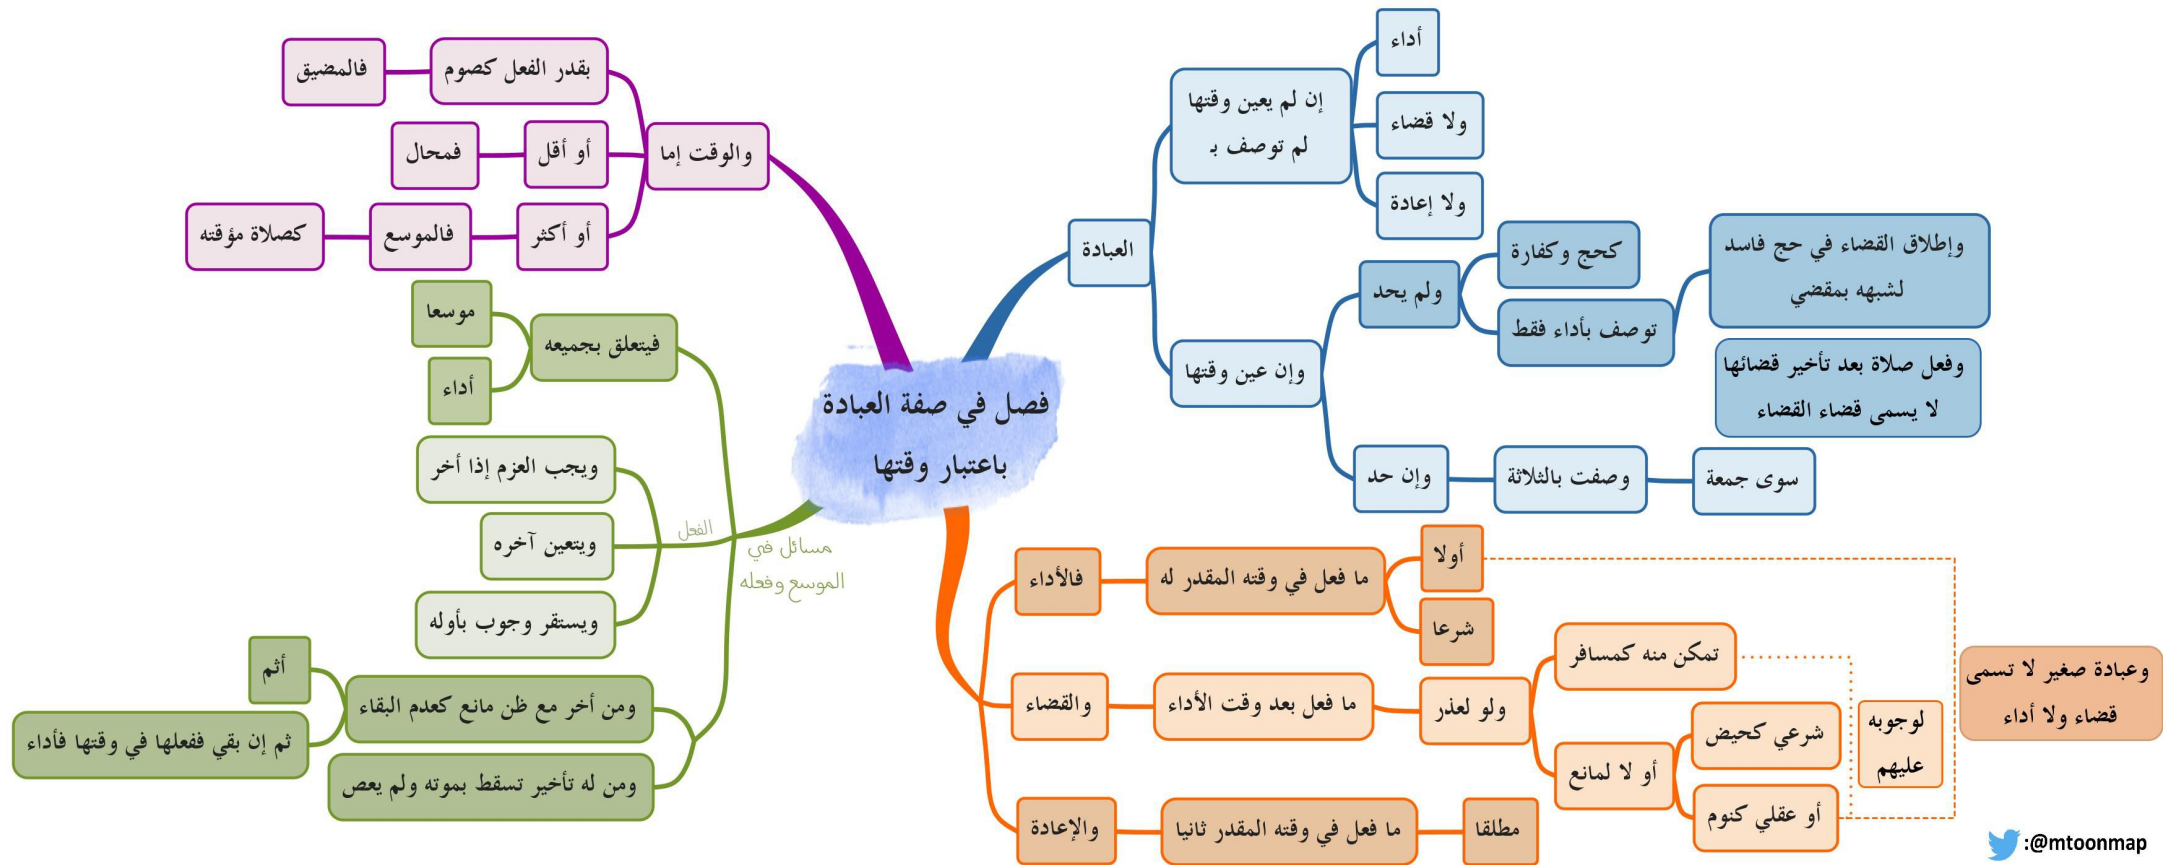 فصل في صفة العبادة
باعتبار وقتها
العبادة
إن لم يعين وقتها
لم توصف بـ
أداء
ولا قضاء
ولا إعادة
وإن عين وقتها
ولم يحد
كحج وكفارة
توصف بأداء فقط
وإطلاق القضاء في حج فاسد
لشبهه بمقضي
وفعل صلاة بعد تأخير قضائها
لا يسمى قضاء القضاء
وإن حد
وصفت بالثلاثة
سوى جمعة
فالأداء
ما فعل في وقته المقدر له
أولا
شرعا
والقضاء
ما فعل بعد وقت الأداء
ولو لعذر
تمكن منه كمسافر
أو لا لمانع
شرعي كحيض
أو عقلي كنوم
لوجوبه
عليهم
وعبادة صغير لا تسمى
قضاء ولا أداء
والإعادة
ما فعل في وقته المقدر ثانيا
مطلقا
والوقت إما
بقدر الفعل كصوم
فالمضيق
أو أقل
فمحال
أو أكثر
فالموسع
كصلاة مؤقته
مسائل في
الموسع وفعله
فيتعلق بجميعه
موسعا
أداء
الفعل
ويجب العزم إذا أخر
ويتعين آخره
ويستقر وجوب بأوله
ومن أخر مع ظن مانع كعدم البقاء
أثم
ثم إن بقي ففعلها في وقتها فأداء
ومن له تأخير تسقط بموته ولم يعص
:@mtoonmap